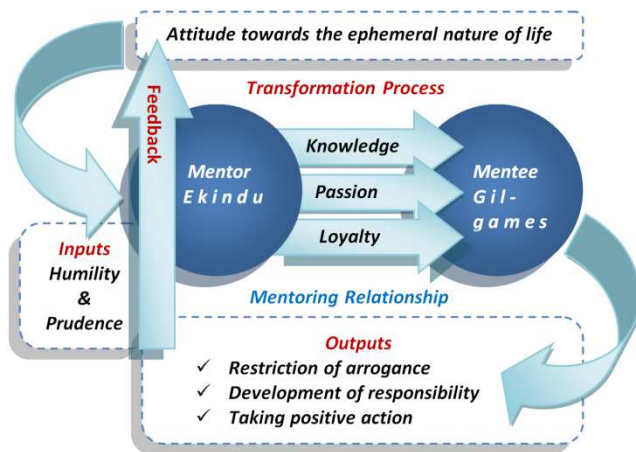 Attitude towards the ephemeral nature of life
Transformation Process
Feedback
Mentor
Ekindu
Knowledge
Passion
Loyalty
Mentee
Gil-
games
Inputs
Humility
&
Prudence
Mentoring Relationship
Outputs
✓ Restriction of arrogance
✓ Development of responsibility
✓ Taking positive action